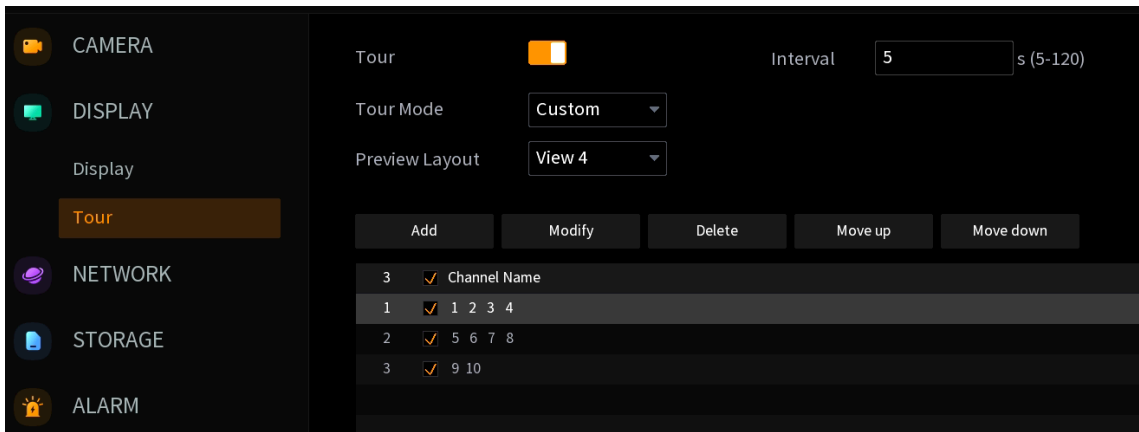 CAMERA
DISPLAY
Display
Tour
NETWORK
STORAGE
ALARM
Tour
Interval 5 s (5-120)
Tour Mode Custom
Preview Layout View 4
Add Modify Delete Move up Move down
3 Channel Name
1 1 2 3 4
2 5 6 7 8
3 9 10